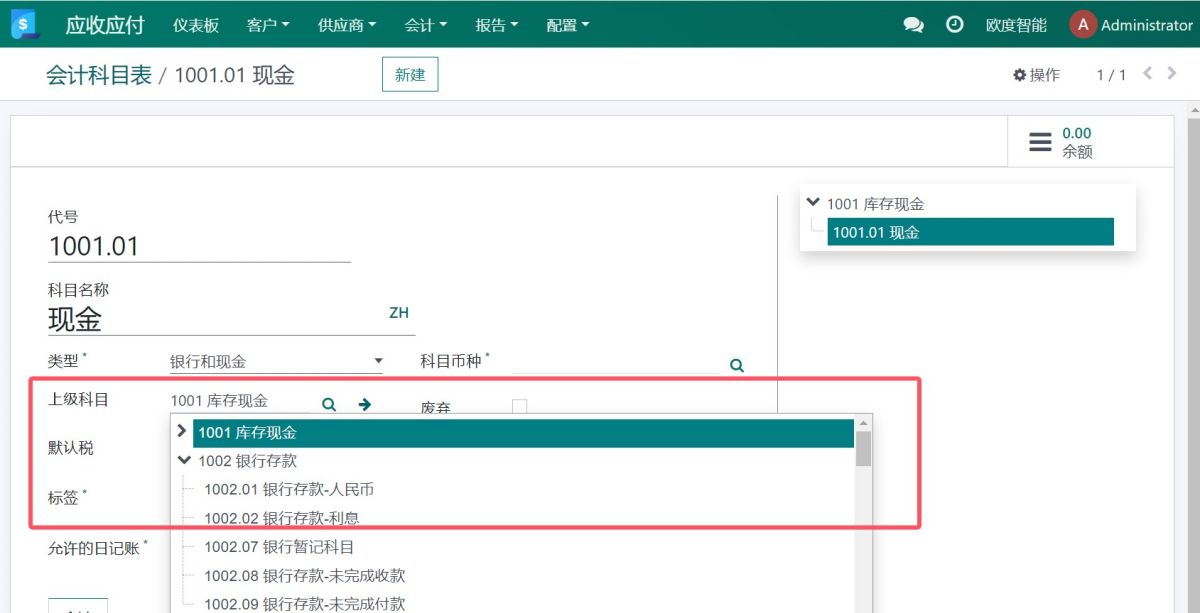 $ 应收应付 仪表板 客户 供应商 会计 报告 配置 欧度智能 A Administrator
会计科目表 / 1001.01 现金 新建 操作 1 / 1
0.00
余额
1001 库存现金
1001.01 现金
代号
1001.01
科目名称
现金 ZH
类型 * 银行和现金 科目币种 *
上级科目 1001 库存现金 废弃
1001 库存现金
默认税
1002 银行存款
1002.01 银行存款-人民币
标签 *
1002.02 银行存款-利息
允许的日记账 * 1002.07 银行暂记科目
1002.08 银行存款-未完成收款
1002.09 银行存款-未完成付款